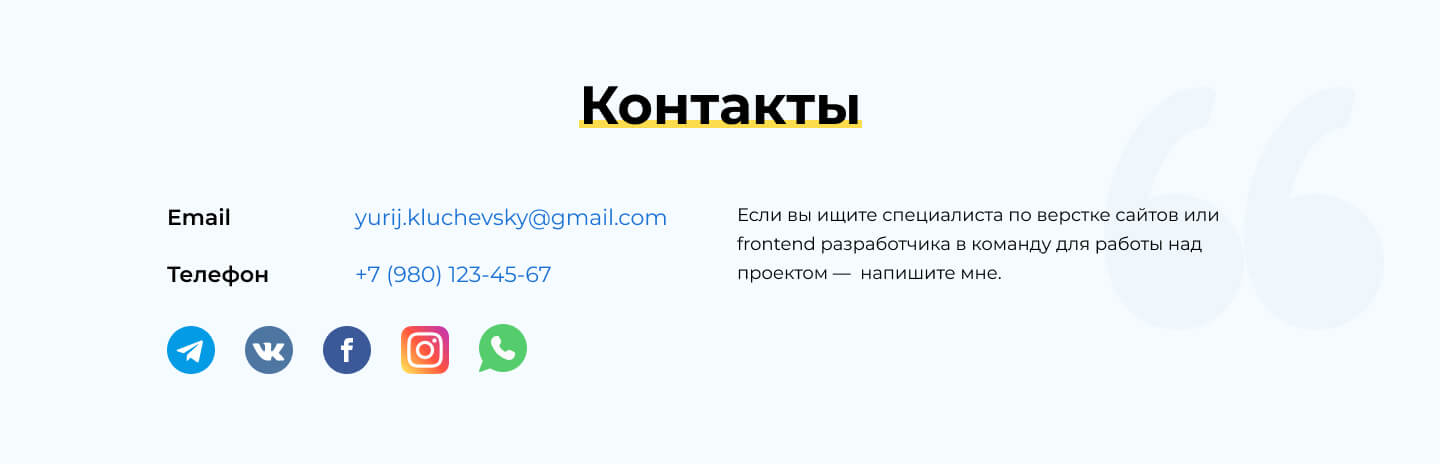 Контакты
Email
yurij.kluchevsky@gmail.com
Телефон
+7 (980) 123-45-67
Если вы ищите специалиста по верстке сайтов или
frontend разработчика в команду для работы над
проектом — напишите мне.